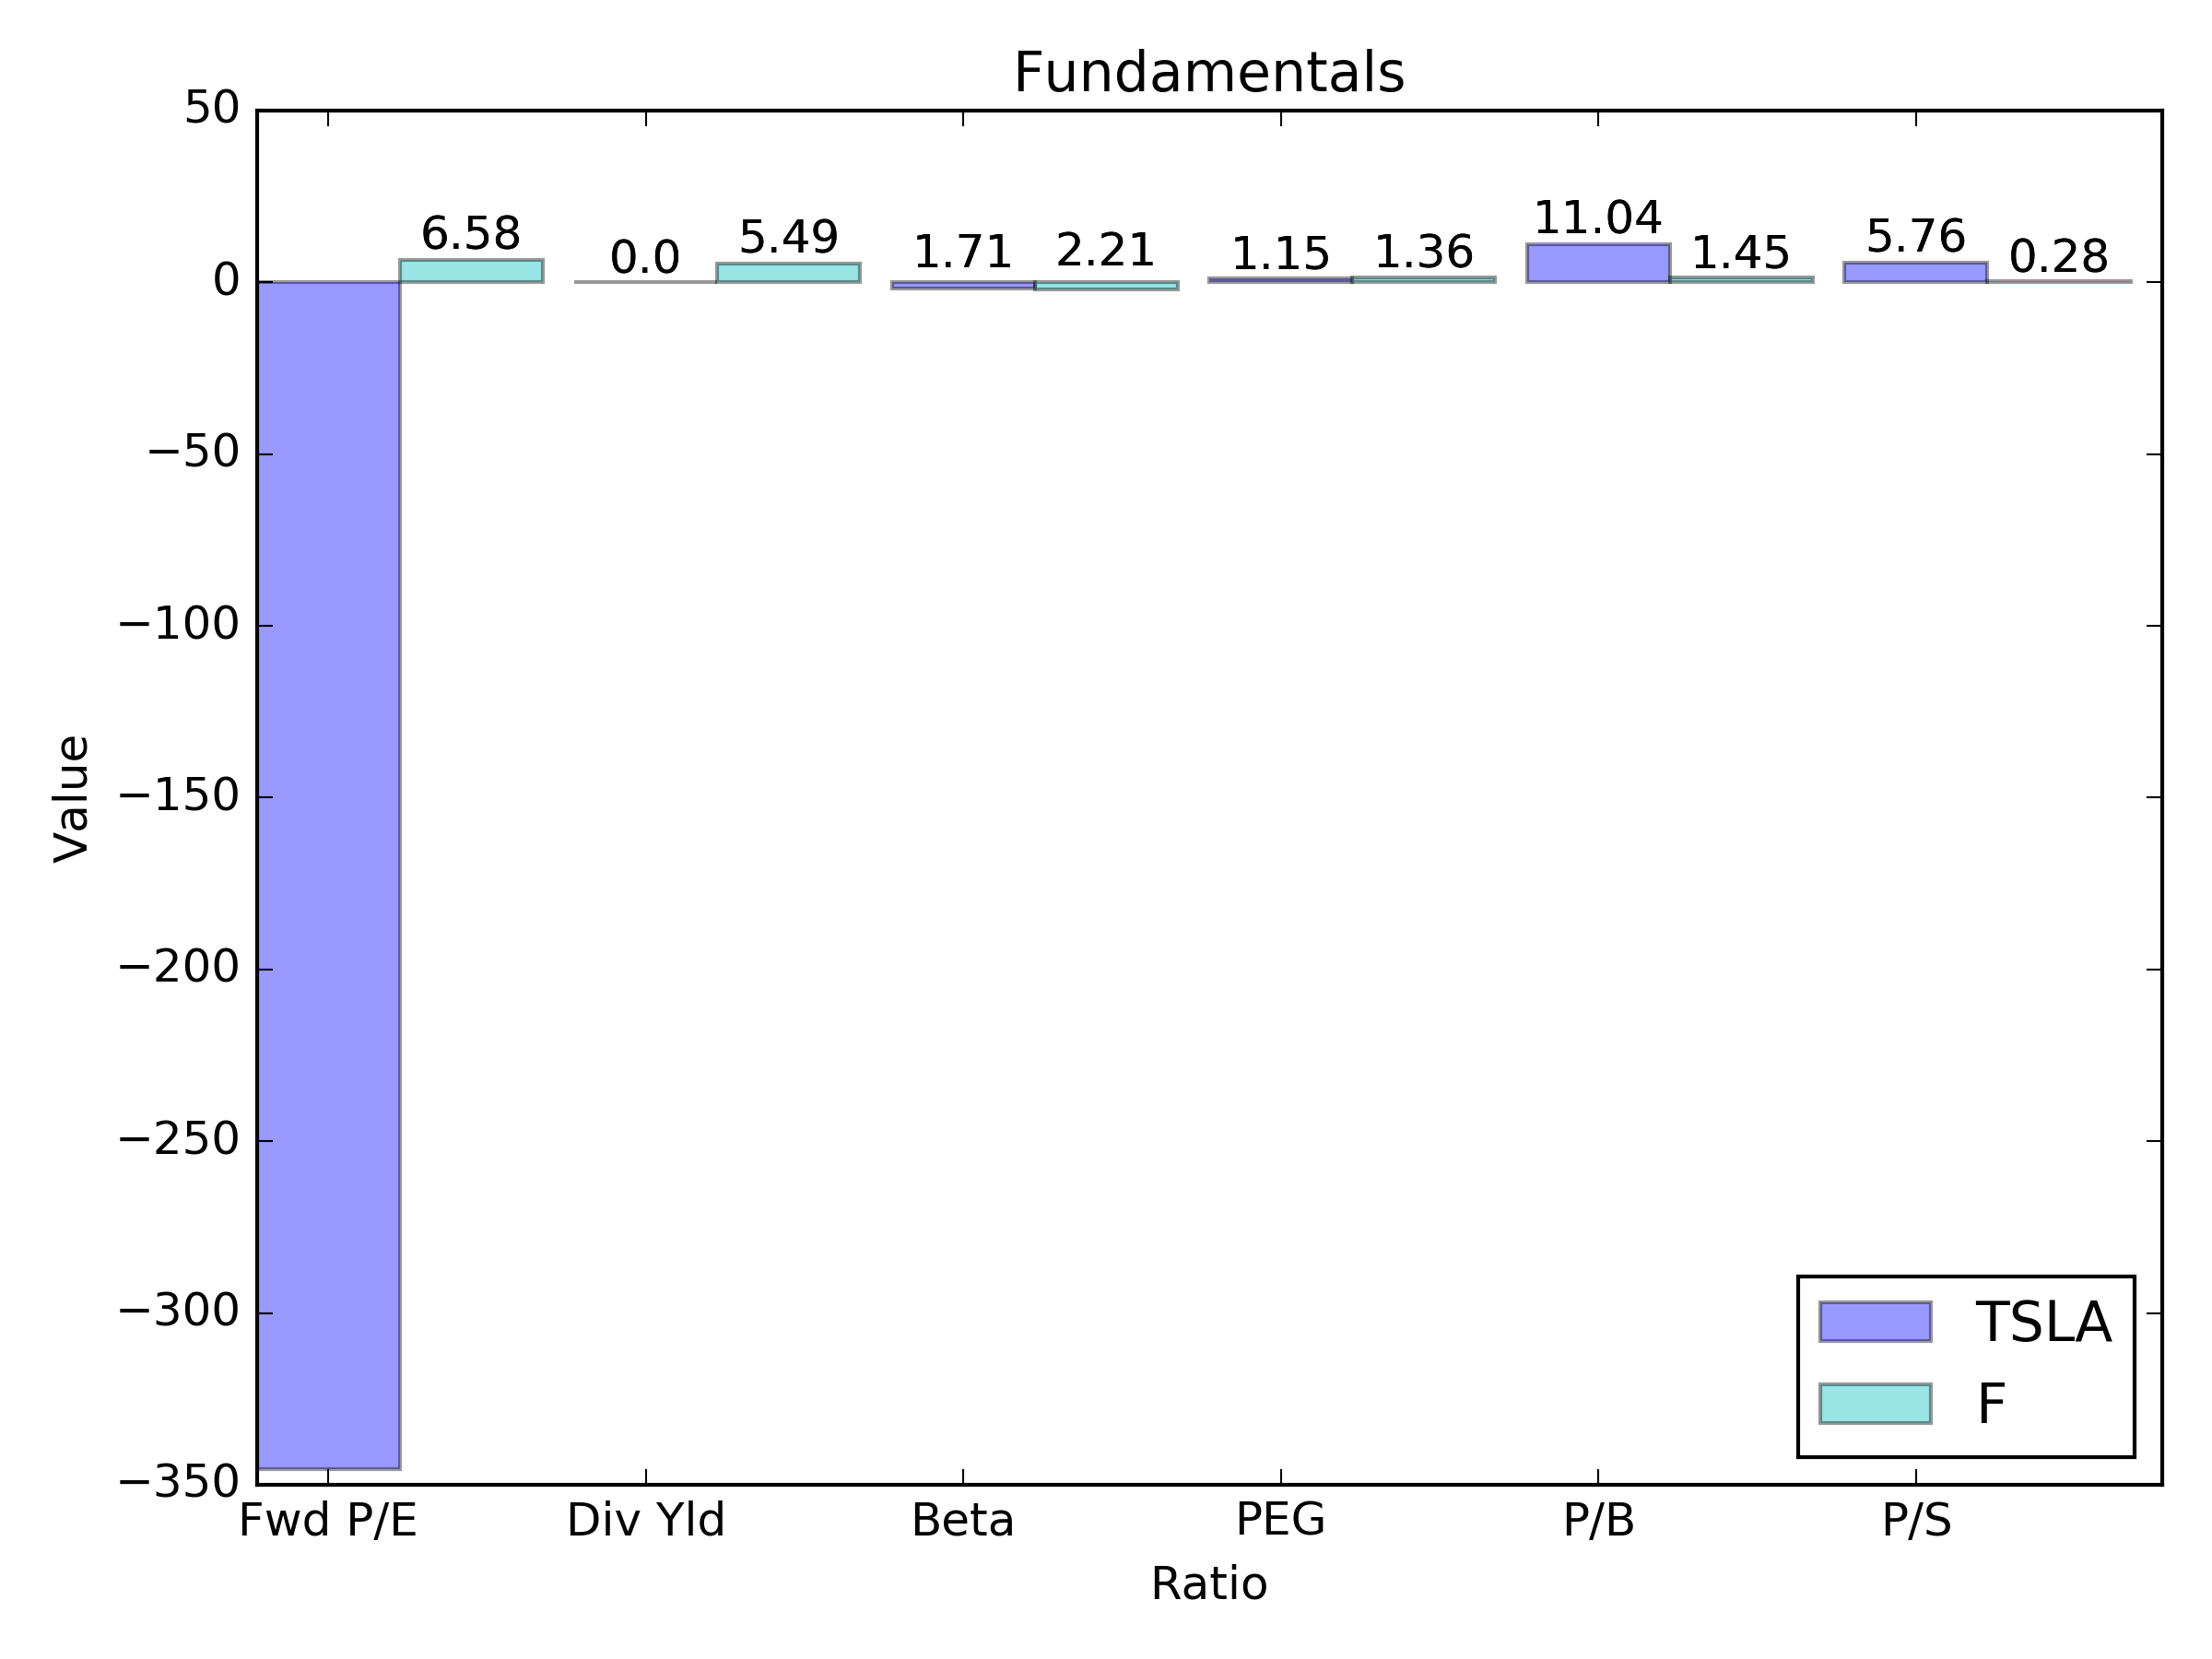 Fundamentals
50
0
−50
−100
−150
−200
−250
−300
−350
Value
6.58
0.0
5.49
1.71
2.21
1.15
1.36
11.04
1.45
5.76
0.28
TSLA
F
Fwd P/E
Div Yld
Beta
PEG
P/B
P/S
Ratio